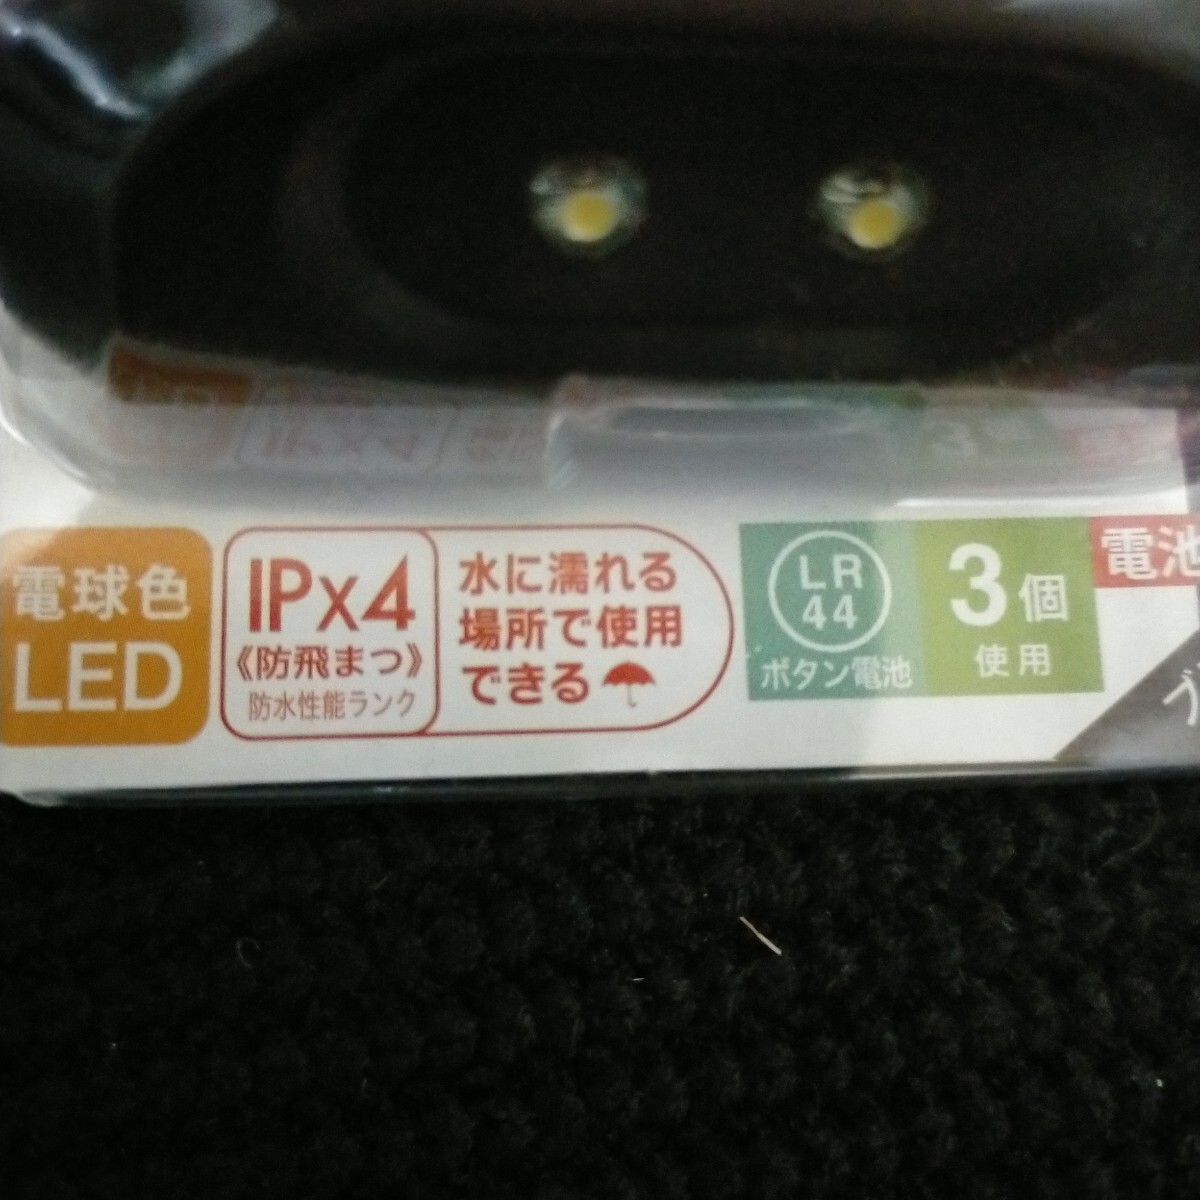 電球色
LED
IPX4
《防飛まつ》
防水性能ランク
水に濡れる
場所で使用
できる
LR
44
ボタン電池
3個
使用
電池
ブ